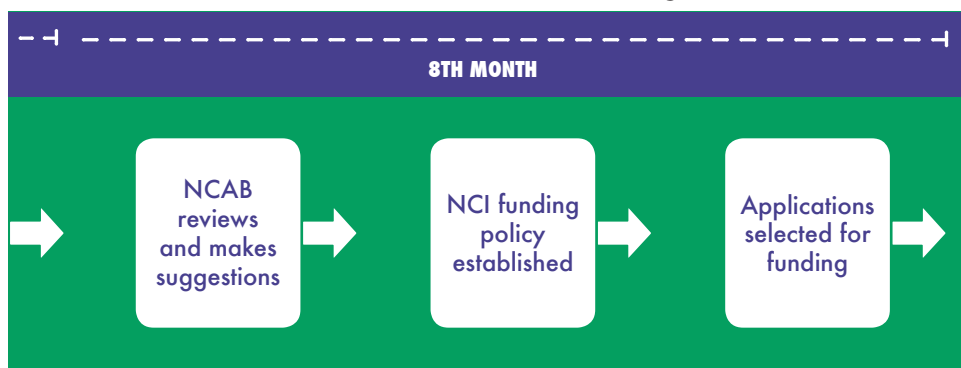 8TH MONTH
NCAB
reviews
and makes
suggestions
NCI funding
policy
established
Applications
selected for
funding